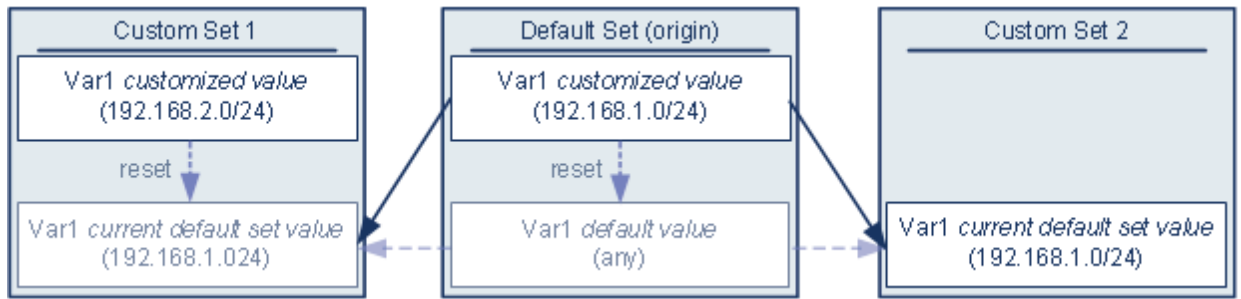 Custom Set 1
Var1 customized value
(192.168.2.0/24)
reset
Var1 current default set value
(192.168.1.024)
Default Set (origin)
Var1 customized value
(192.168.1.0/24)
reset
Var1 default value
(any)
Custom Set 2
Var1 current default set value
(192.168.1.0/24)